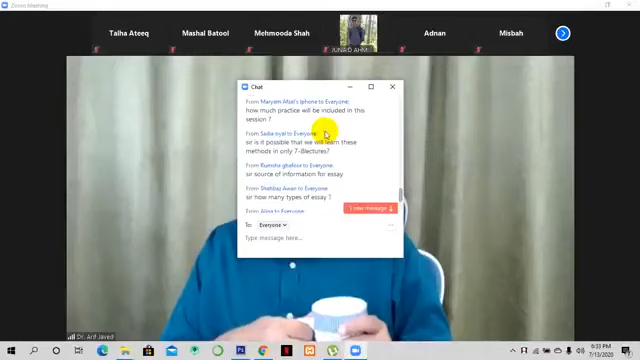 Zoom Meeting
Talha Ateeq
Mashal Batool
Mehmooda Shah
Adnan
Misbah
JUNAID AHM...
Chat
From Maryam Afzal's Iphone to Everyone:
how much practice will be included in this
session ?
From Sadia niyal to Everyone:
sir is it possible that we will learn these
methods in only 7-8lectures?
From Kumsha ghafoor to Everyone:
sir source of information for essay
From Shahbaz Awan to Everyone:
sir how many types of essay ?
From Alina to Everyone:
1 new message
To: Everyone
Type message here...
Dr. Arif Javed
6:33 PM
7/13/2020